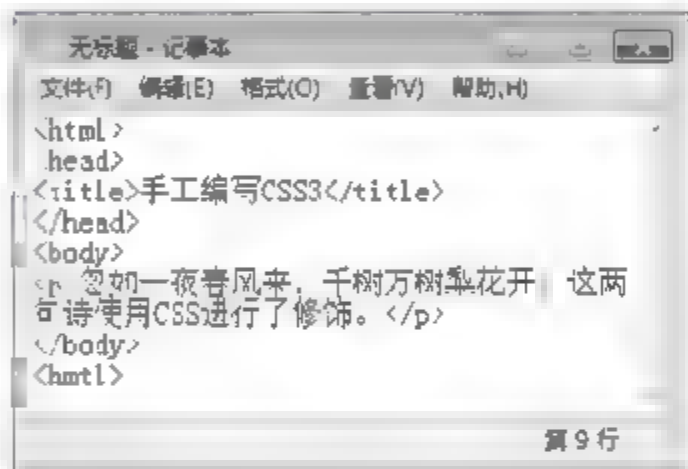 无标题 - 记事本
文件(F) 编辑(E) 格式(O) 查看(V) 帮助(H)
<html>
<head>
<title>手工编写CSS3</title>
</head>
<body>
<p>忽如一夜春风来，千树万树梨花开，这两
句诗使用CSS进行了修饰。</p>
</body>
<hmtl>
第 9 行